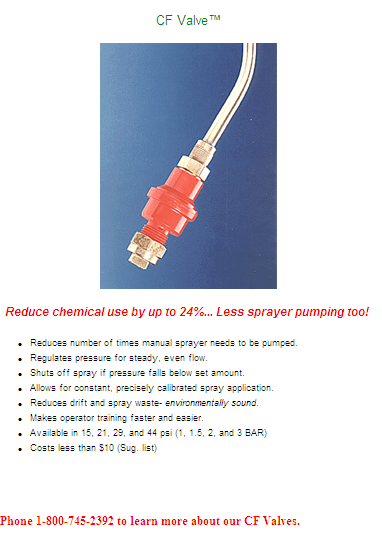 CF Valve™
Reduce chemical use by up to 24%... Less sprayer pumping too!
Reduces number of times manual sprayer needs to be pumped.
Regulates pressure for steady, even flow.
Shuts off spray if pressure falls below set amount.
Allows for constant, precisely calibrated spray application.
Reduces drift and spray waste- environmentally sound.
Makes operator training faster and easier.
Available in 15, 21, 29, and 44 psi (1, 1.5, 2, and 3 BAR).
Costs less than $10 (Sug. list)
Phone 1-800-745-2392 to learn more about our CF Valves.